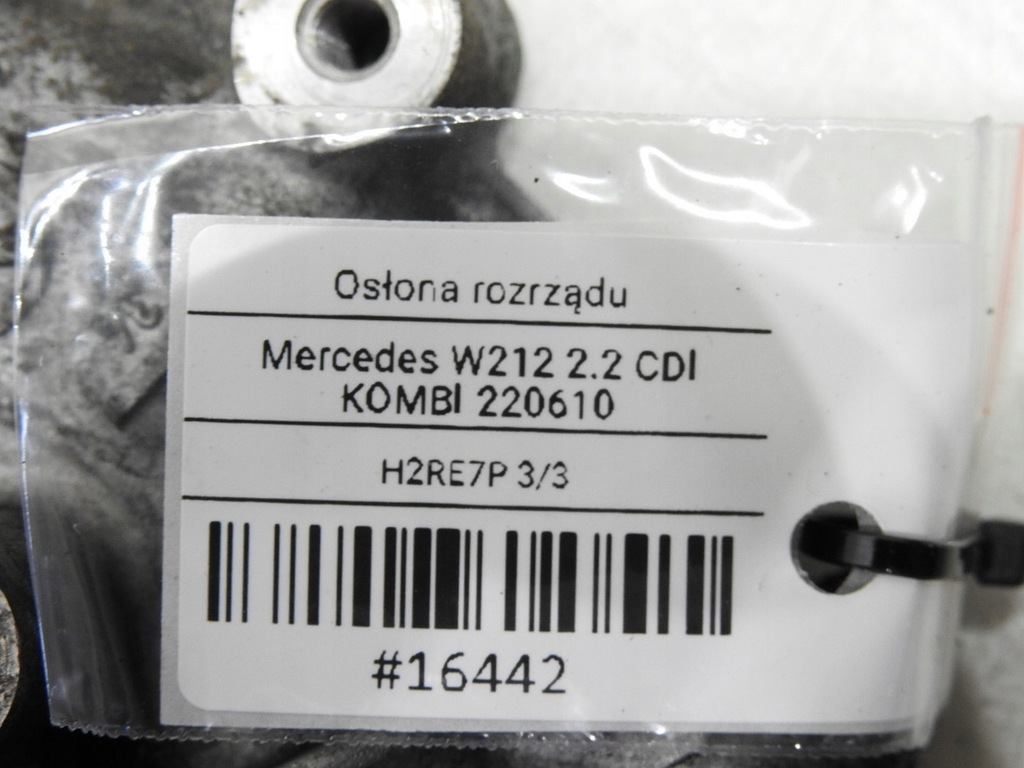 Osłona rozrządu
Mercedes W212 2.2 CDI
KOMBI 220610
H2RE7P 3/3
#16442